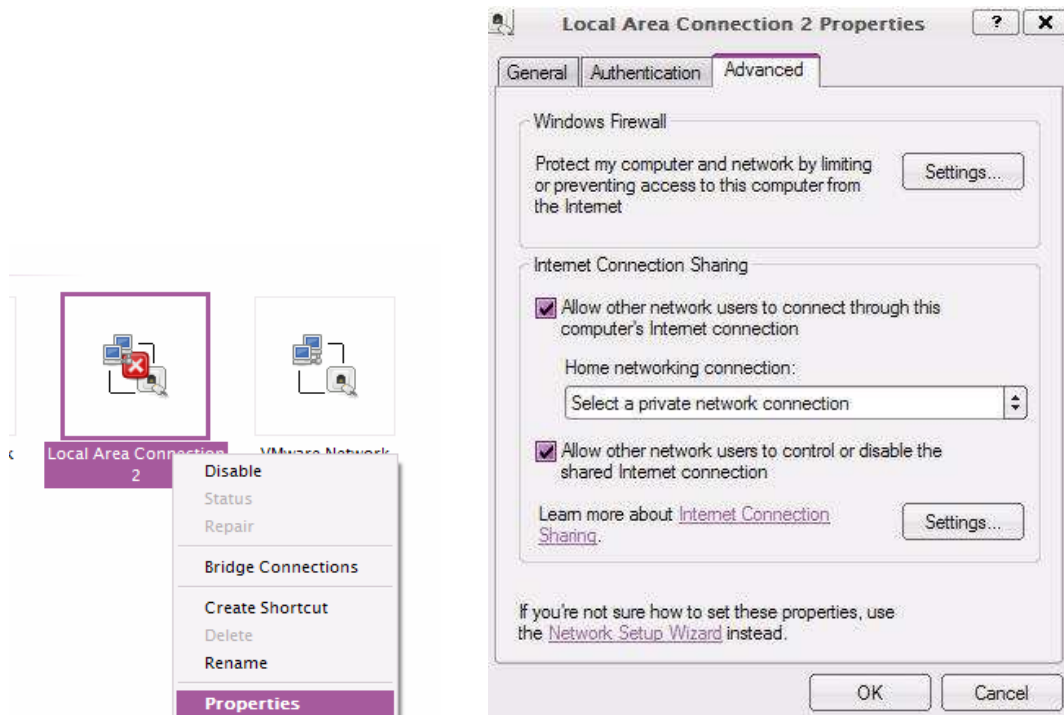 Local Area Connection
2
VMware Network
Disable
Status
Repair
Bridge Connections
Create Shortcut
Delete
Rename
Properties
Local Area Connection 2 Properties
?
X
General
Authentication
Advanced
Windows Firewall
Protect my computer and network by limiting
or preventing access to this computer from
the Internet
Settings...
Internet Connection Sharing
Allow other network users to connect through this
computer's Internet connection
Home networking connection:
Select a private network connection
Allow other network users to control or disable the
shared Internet connection
Learn more about Internet Connection
Sharing.
Settings...
If you're not sure how to set these properties, use
the Network Setup Wizard instead.
OK
Cancel